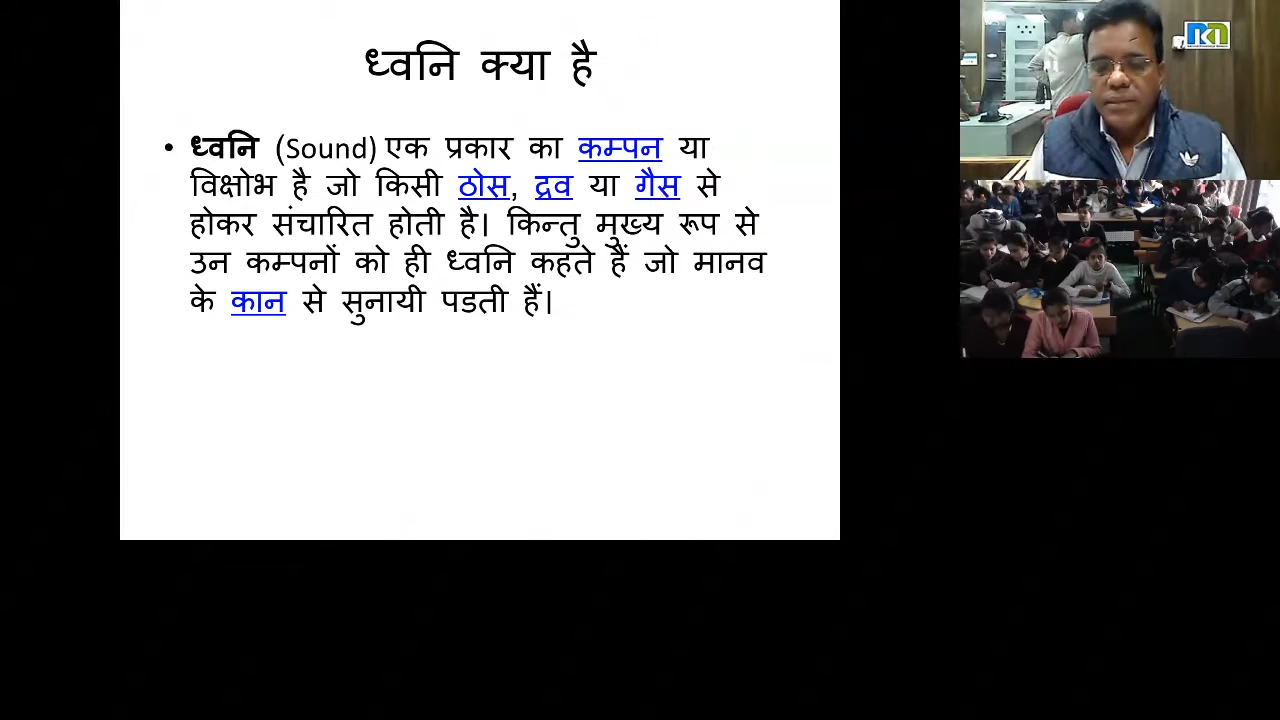 ध्वनि क्या है
• ध्वनि (Sound) एक प्रकार का कम्पन या
विक्षोभ है जो किसी ठोस, द्रव या गैस से
होकर संचारित होती है। किन्तु मुख्य रूप से
उन कम्पनों को ही ध्वनि कहते हैं जो मानव
के कान से सुनायी पडती हैं।